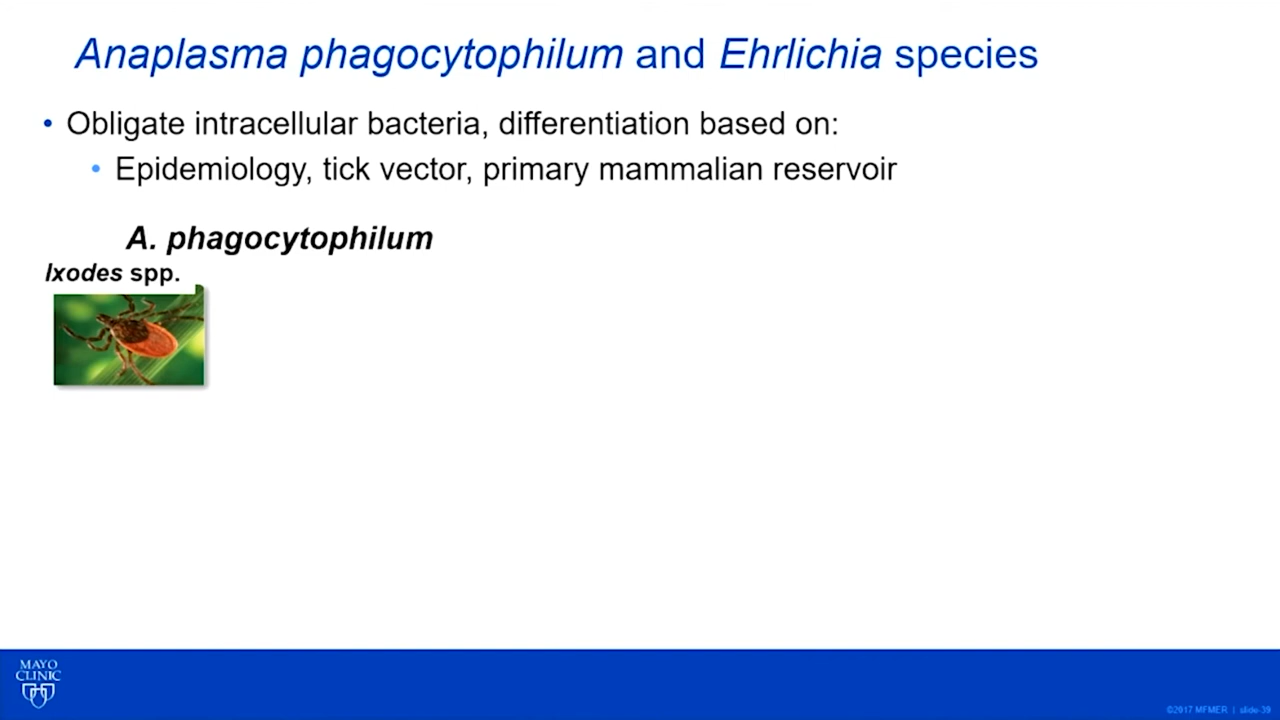 Anaplasma phagocytophilum and Ehrlichia species
• Obligate intracellular bacteria, differentiation based on:
• Epidemiology, tick vector, primary mammalian reservoir
A. phagocytophilum
Ixodes spp.
MAYO
CLINIC
©2017 MFMER | slide-39